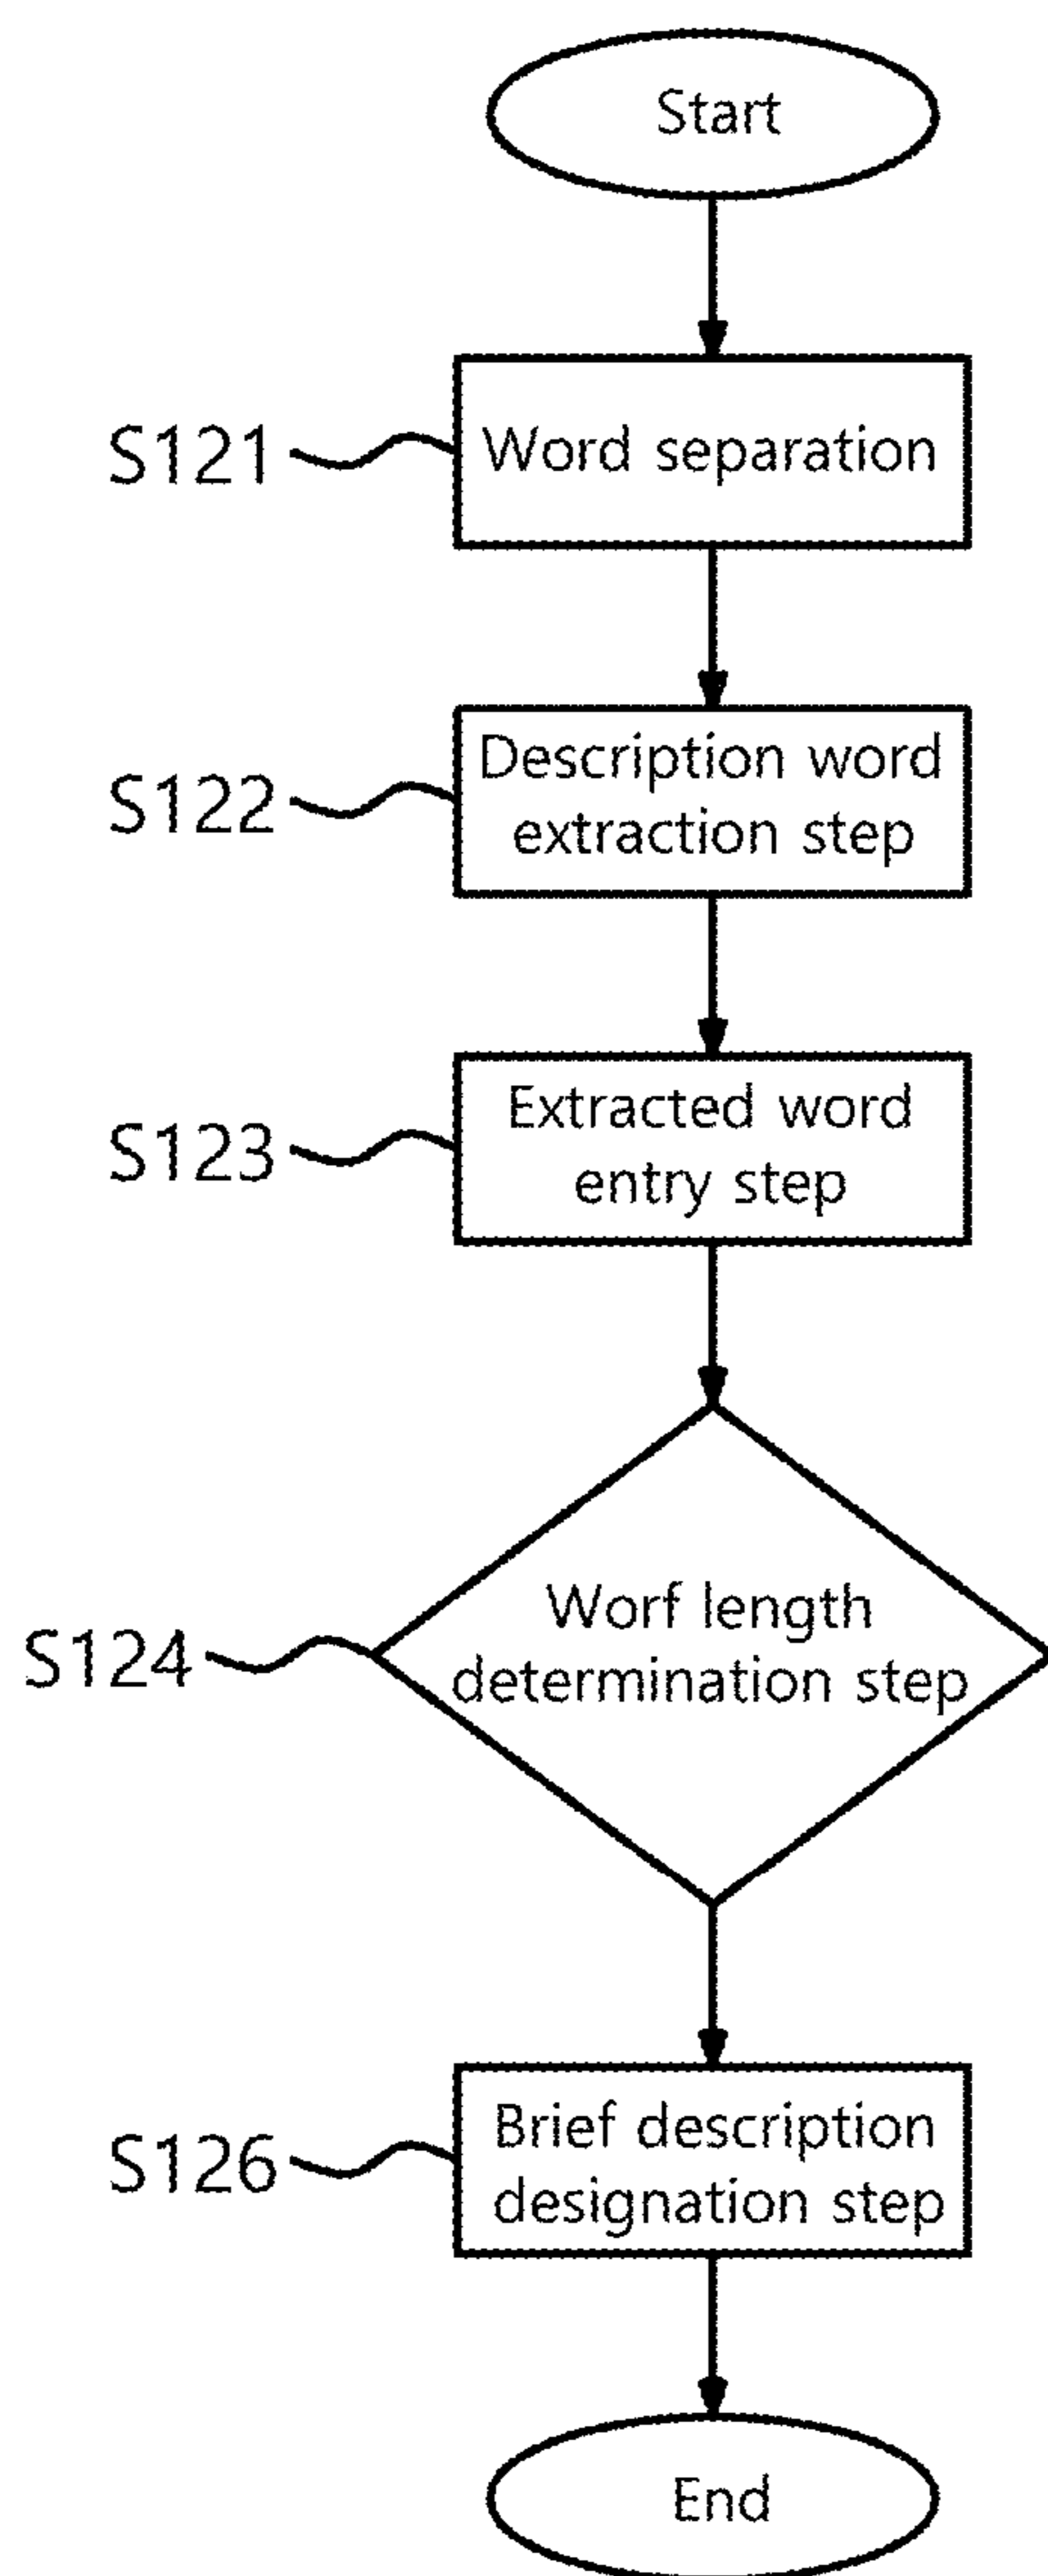 Start
S121
Word separation
S122
Description word
extraction step
S123
Extracted word
entry step
S124
Worf length
determination step
S126
Brief description
designation step
End